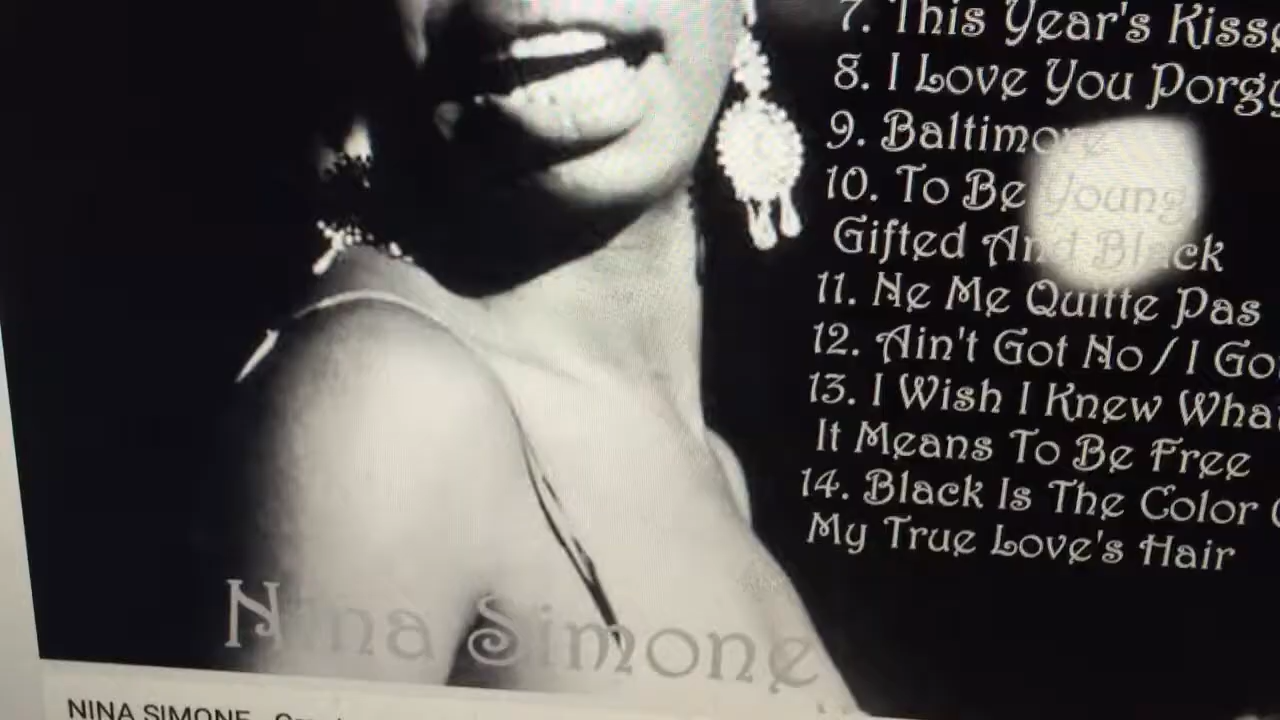 7. This Year's
8. I Love You Porgy
9. Baltimore
10. To Be Young
Gifted And Black
11. Ne Me Quitte Pas
12. Ain't Got No / I
13. I Wish I Knew
It Means To Be Free
14. Black Is The Color
My True Love's Hair
Nina Simone
NINA SIMONE